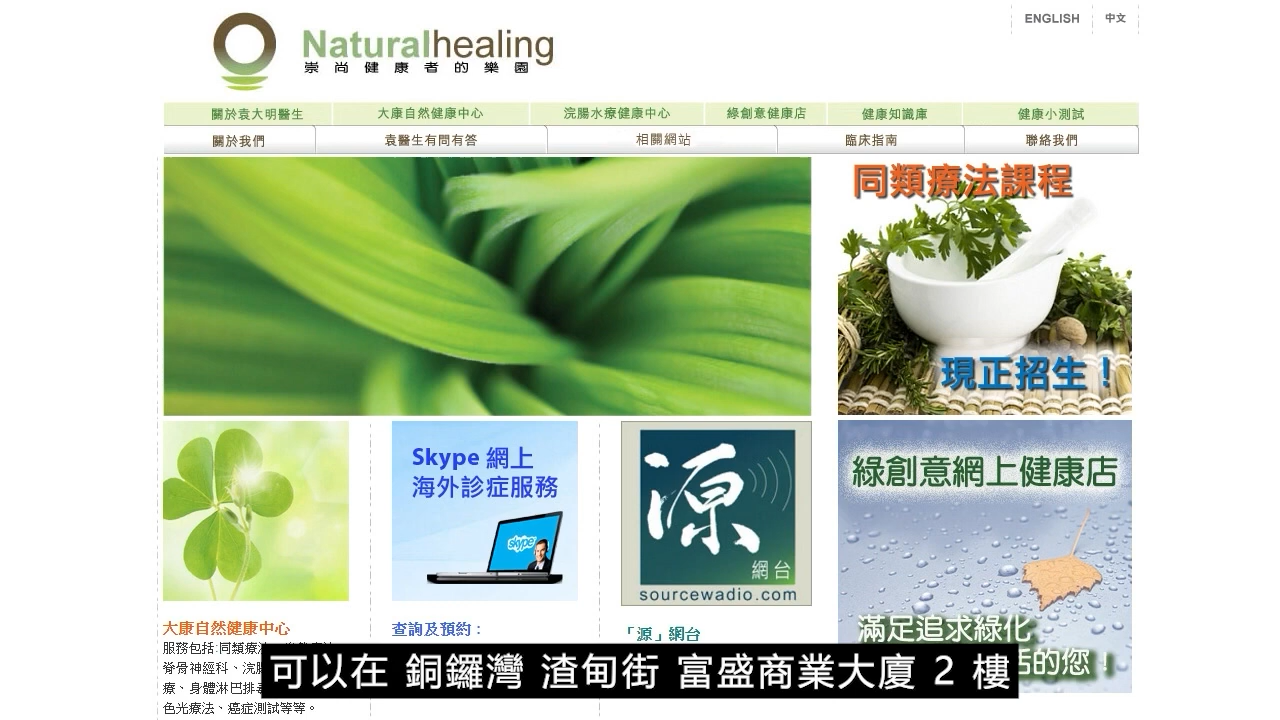 ENGLISH 中文
Naturalhealing
崇尚健康者的樂園
關於袁大明醫生 大康自然健康中心 浣腸水療健康中心 綠創意健康店 健康知識庫 健康小測試
關於我們 袁醫生有問有答 相關網站 臨床指南 聯絡我們
同類療法課程
現正招生！
Skype 網上
海外診症服務
skype
源
網台
sourcewadio.com
綠創意網上健康店
滿足追求綠化
活的您！
大康自然健康中心
服務包括:同類療法
脊骨神經科、浣腸
療、身體淋巴排毒
色光療法、癌症測試等等。
查詢及預約：
「源」網台
可以在 銅鑼灣 渣甸街 富盛商業大廈 2 樓